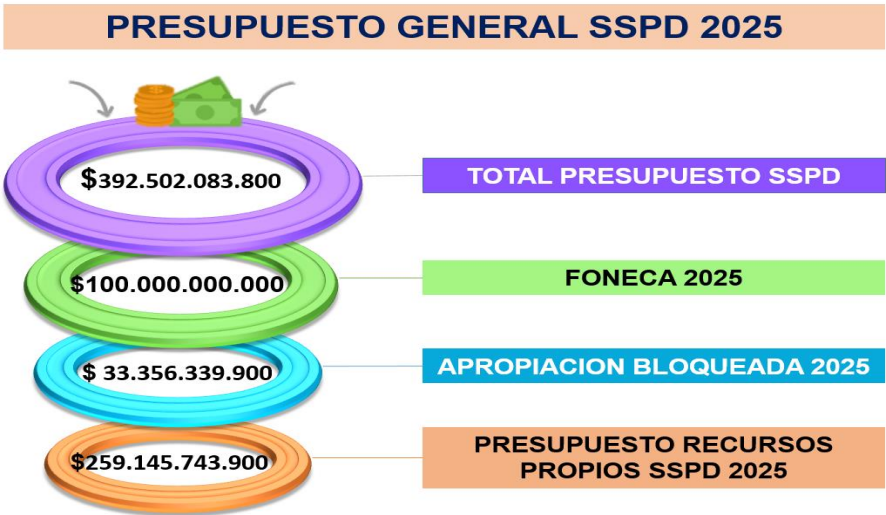 PRESUPUESTO GENERAL SSPD 2025
$392.502.083.800
TOTAL PRESUPUESTO SSPD
$100.000.000.000
FONECA 2025
$ 33.356.339.900
APROPIACION BLOQUEADA 2025
$259.145.743.900
PRESUPUESTO RECURSOS
PROPIOS SSPD 2025